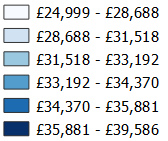 £24,999 - £28,688
£28,688 - £31,518
£31,518 - £33,192
£33,192 - £34,370
£34,370 - £35,881
£35,881 - £39,586